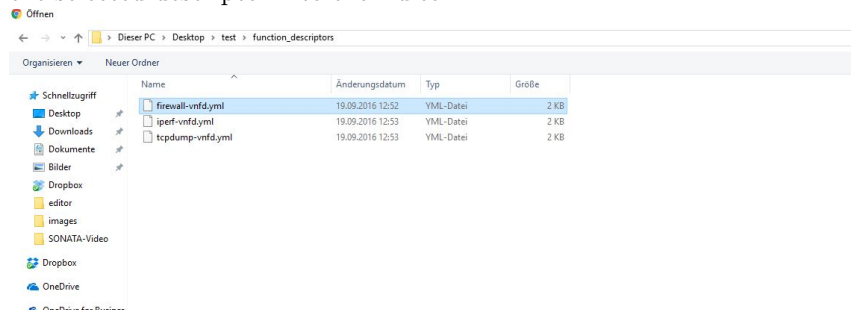 Öffnen
Dieser PC > Desktop > test > function_descriptors
Organisieren Neuer Ordner
Name Änderungsdatum Typ Größe
Schnellzugriff
Desktop
Downloads
Dokumente
Bilder
Dropbox
editor
images
SONATA-Video
Dropbox
OneDrive
firewall-vnfd.yml 19.09.2016 12:52 YML-Datei 2 KB
iperf-vnfd.yml 19.09.2016 12:53 YML-Datei 2 KB
tcpdump-vnfd.yml 19.09.2016 12:53 YML-Datei 2 KB